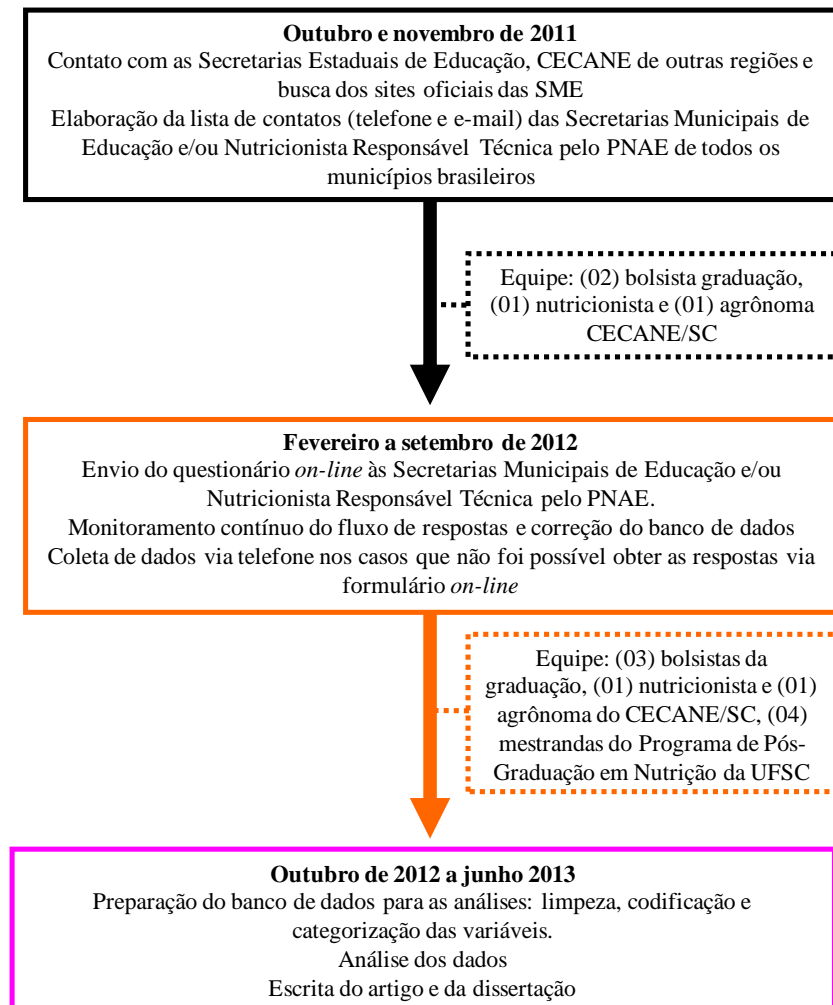 Outubro e novembro de 2011
Contato com as Secretarias Estaduais de Educação, CECANE de outras regiões e
busca dos sites oficiais das SME
Elaboração da lista de contatos (telefone e e-mail) das Secretarias Municipais de
Educação e/ou Nutricionista Responsável Técnica pelo PNAE de todos os
municípios brasileiros
Equipe: (02) bolsista graduação,
(01) nutricionista e (01) agrônoma
CECANE/SC
Fevereiro a setembro de 2012
Envio do questionário on-line às Secretarias Municipais de Educação e/ou
Nutricionista Responsável Técnica pelo PNAE.
Monitoramento contínuo do fluxo de respostas e correção do banco de dados
Coleta de dados via telefone nos casos que não foi possível obter as respostas via
formulário on-line
Equipe: (03) bolsistas da
graduação, (01) nutricionista e (01)
agrônoma do CECANE/SC, (04)
mestrandas do Programa de Pós-
Graduação em Nutrição da UFSC
Outubro de 2012 a junho 2013
Preparação do banco de dados para as análises: limpeza, codificação e
categorização das variáveis.
Análise dos dados
Escrita do artigo e da dissertação